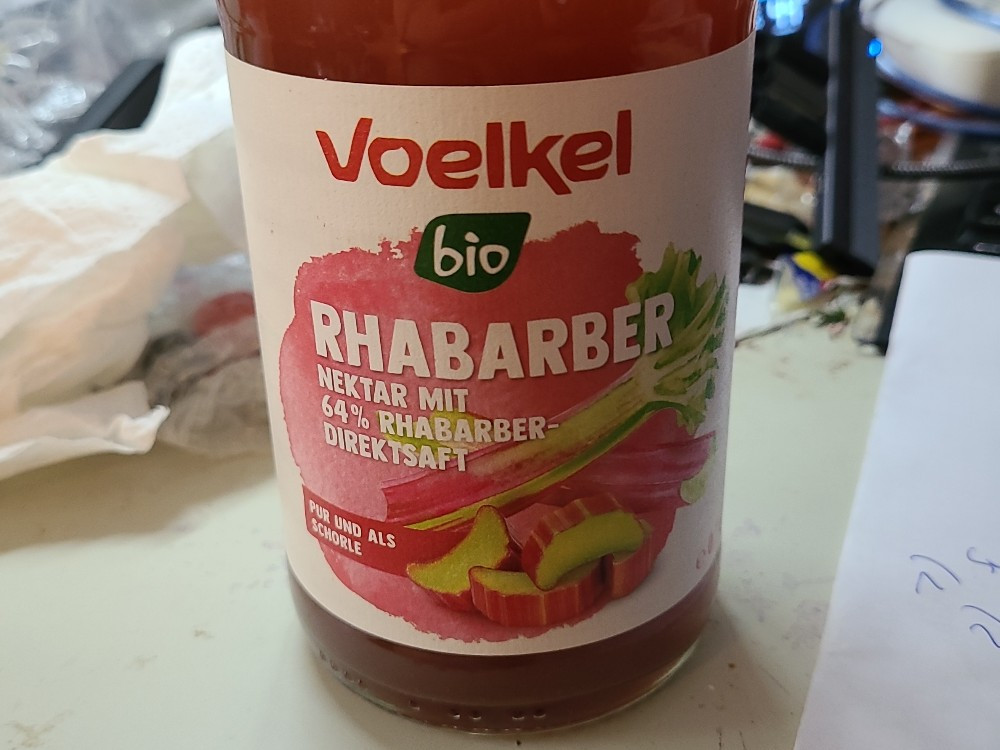 Voelkel
bio
RHABARBER
NEKTAR MIT
64% RHABARBER-
DIREKTSAFT
PUR UND ALS
SCHORLE